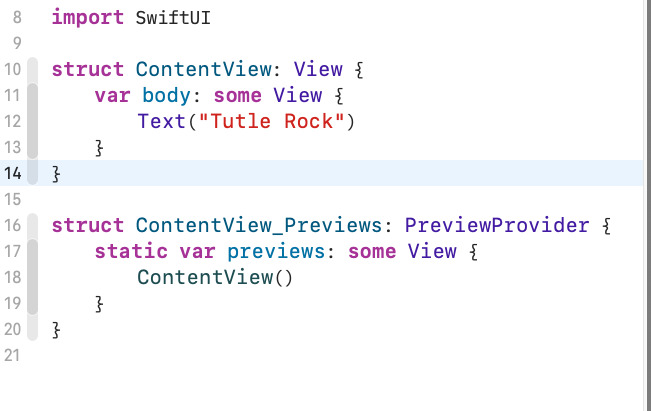 8 import SwiftUI
9
10 struct ContentView: View {
11 var body: some View {
12 Text("Tutle Rock")
13 }
14 }
15
16 struct ContentView_Previews: PreviewProvider {
17 static var previews: some View {
18 ContentView()
19 }
20 }
21